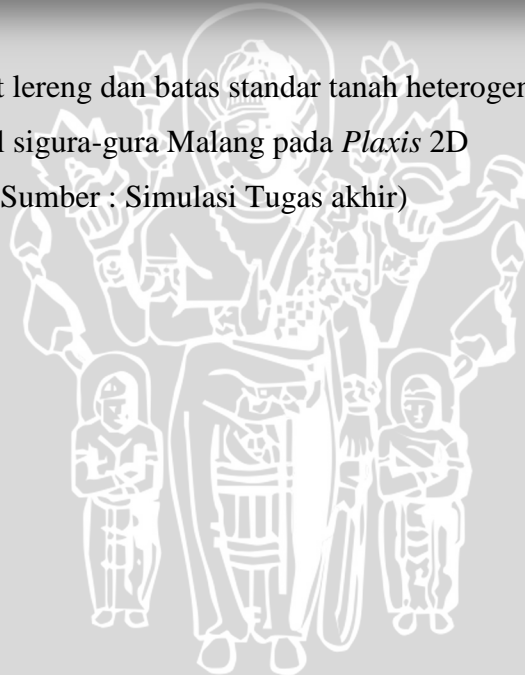 lereng dan batas standar tanah heterogen
sigura-gura Malang pada Plaxis 2D
Sumber : Simulasi Tugas akhir)